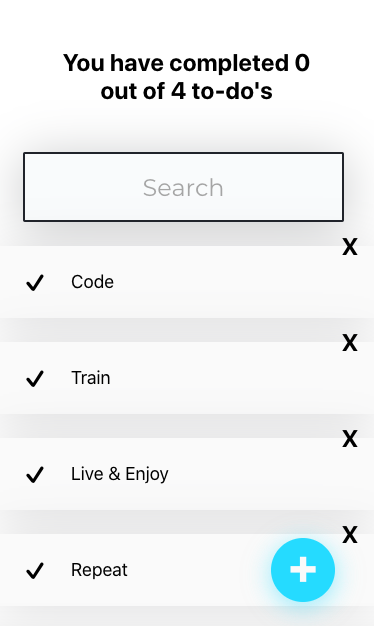 You have completed 0
out of 4 to-do's
Search
X
Code
X
Train
X
Live & Enjoy
X
Repeat